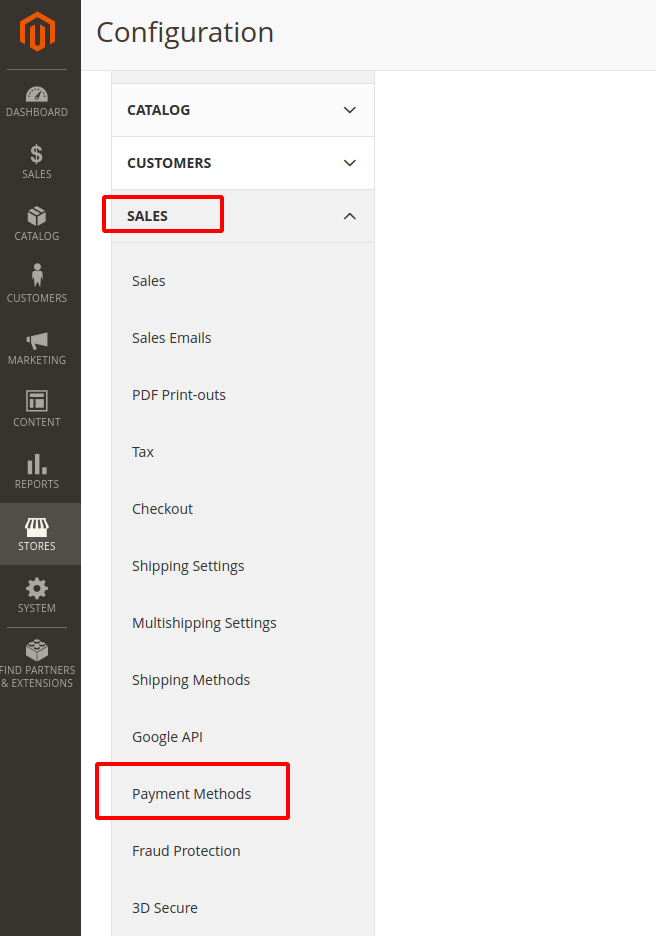 Configuration
DASHBOARD
SALES
CATALOG
CUSTOMERS
MARKETING
CONTENT
REPORTS
STORES
SYSTEM
FIND PARTNERS
& EXTENSIONS
CATALOG
CUSTOMERS
SALES
Sales
Sales Emails
PDF Print-outs
Tax
Checkout
Shipping Settings
Multishipping Settings
Shipping Methods
Google API
Payment Methods
Fraud Protection
3D Secure